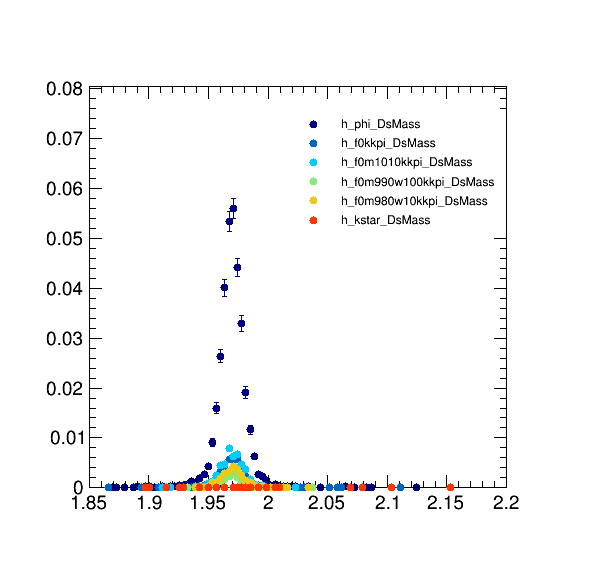 0.08
0.07
0.06
0.05
0.04
0.03
0.02
0.01
0
h_phi_DsMass
h_f0kkpi_DsMass
h_f0m1010kkpi_DsMass
h_f0m990w100kkpi_DsMass
h_f0m980w10kkpi_DsMass
h_kstar_DsMass
1.85 1.9 1.95 2 2.05 2.1 2.15 2.2